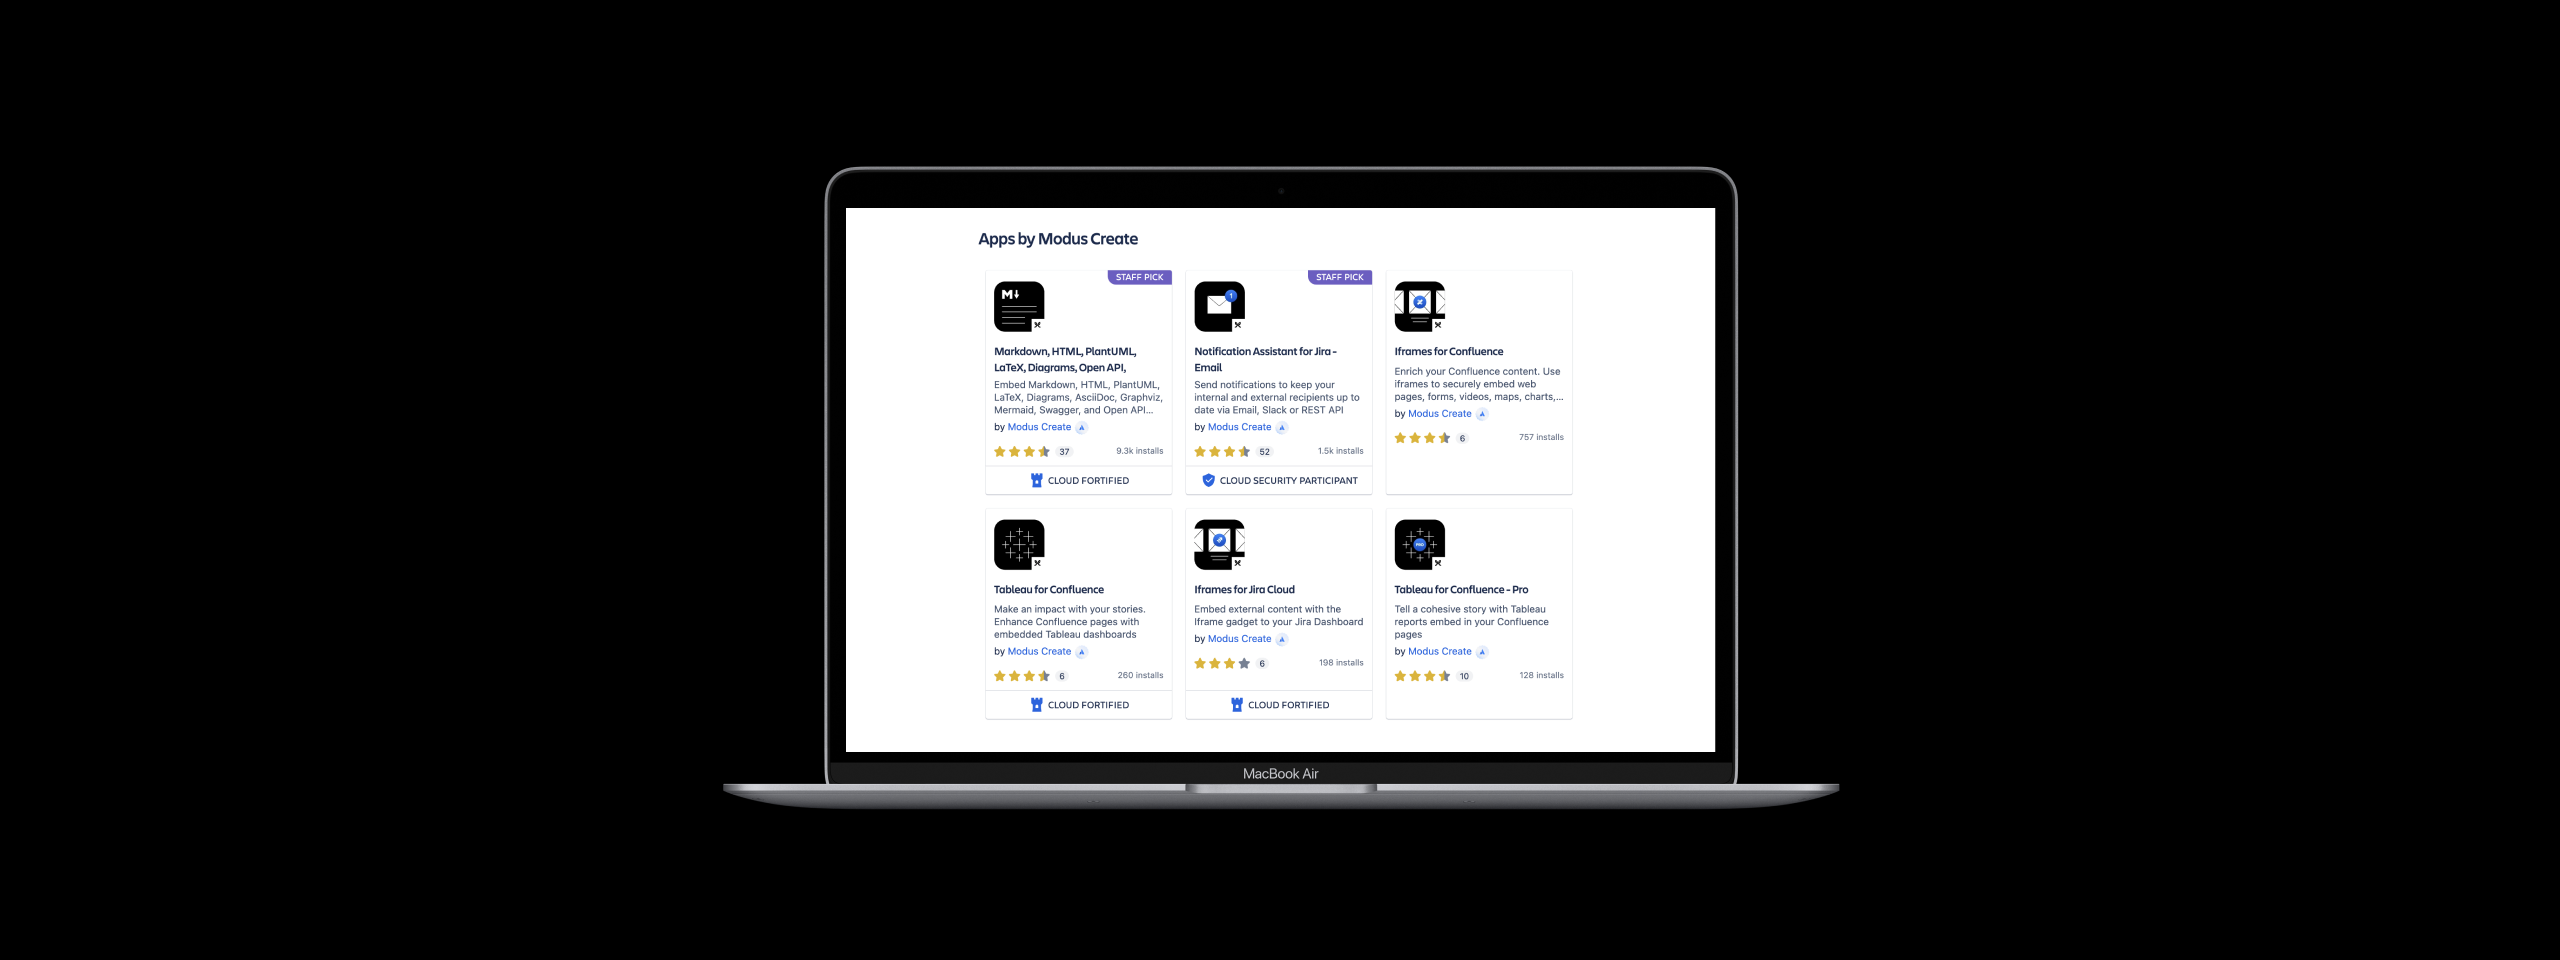 Apps by Modus Create
STAFF PICK
M
Markdown, HTML, PlantUML,
LaTeX, Diagrams, Open API,
Embed Markdown, HTML, PlantUML,
LaTeX, Diagrams, AsciiDoc, Graphviz,
Mermaid, Swagger, and Open API...
by Modus Create
37 9.3k installs
CLOUD FORTIFIED
STAFF PICK
1
Notification Assistant for Jira -
Email
Send notifications to keep your
internal and external recipients up to
date via Email, Slack or REST API
by Modus Create
52 1.5k installs
CLOUD SECURITY PARTICIPANT
Iframes for Confluence
Enrich your Confluence content. Use
iframes to securely embed web
pages, forms, videos, maps, charts,...
by Modus Create
6 757 installs
Tableau for Confluence
Make an impact with your stories.
Enhance Confluence pages with
embedded Tableau dashboards
by Modus Create
6 260 installs
CLOUD FORTIFIED
Iframes for Jira Cloud
Embed external content with the
Iframe gadget to your Jira Dashboard
by Modus Create
6 198 installs
CLOUD FORTIFIED
PRO
Tableau for Confluence - Pro
Tell a cohesive story with Tableau
reports embed in your Confluence
pages
by Modus Create
10 128 installs
MacBook Air